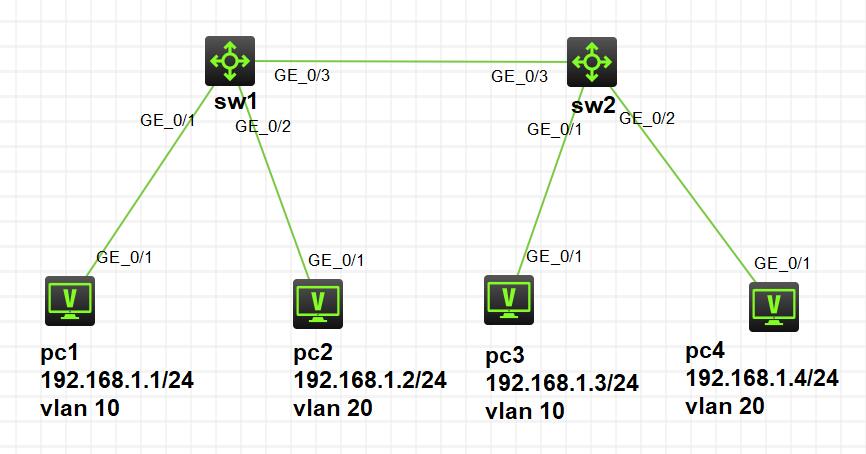 GE_0/3
GE_0/3
sw1
sw2
GE_0/1
GE_0/2
GE_0/1
GE_0/2
GE_0/1
GE_0/1
GE_0/1
GE_0/1
V
V
V
V
pc1
192.168.1.1/24
vlan 10
pc2
192.168.1.2/24
vlan 20
pc3
192.168.1.3/24
vlan 10
pc4
192.168.1.4/24
vlan 20